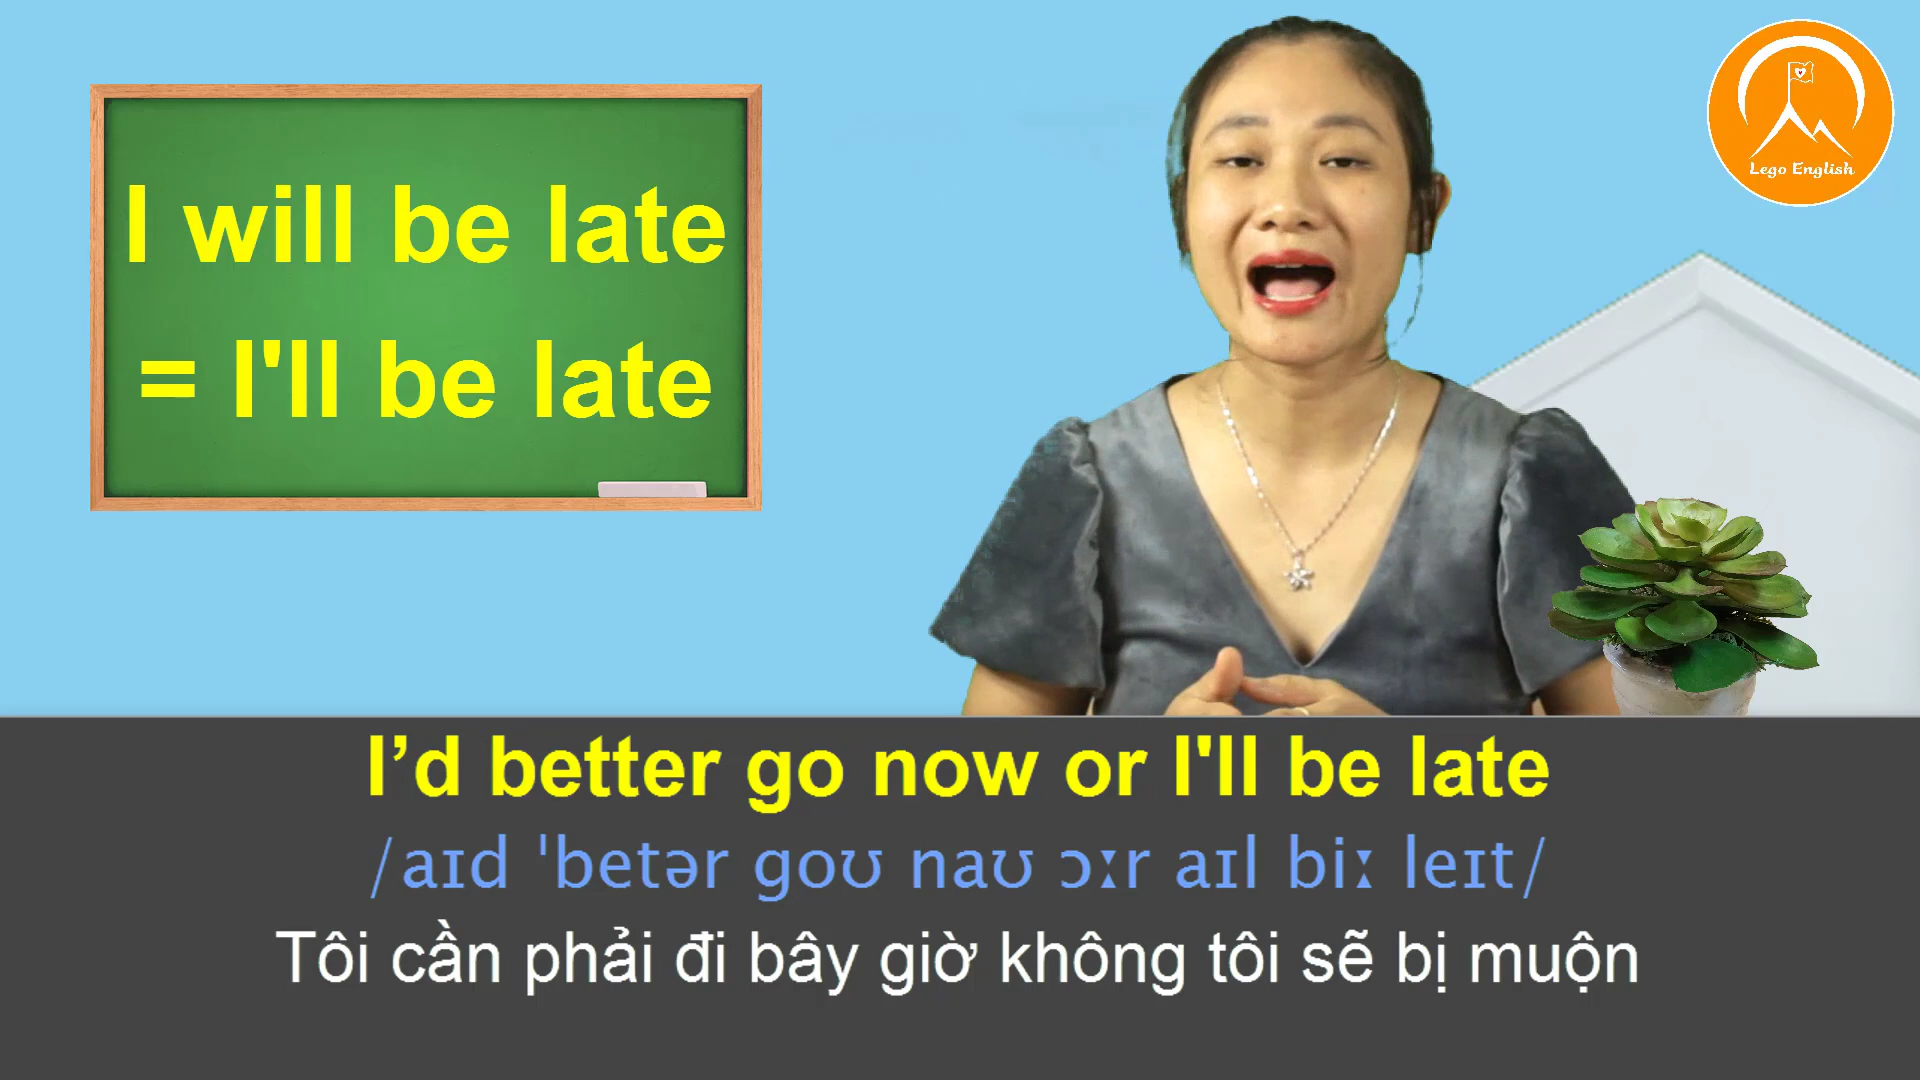 I will be late
= I'll be late
Lego English
I’d better go now or I'll be late
/aɪd ˈbetər goʊ naʊ ɔːr aɪl biː leɪt/
Tôi cần phải đi bây giờ không tôi sẽ bị muộn